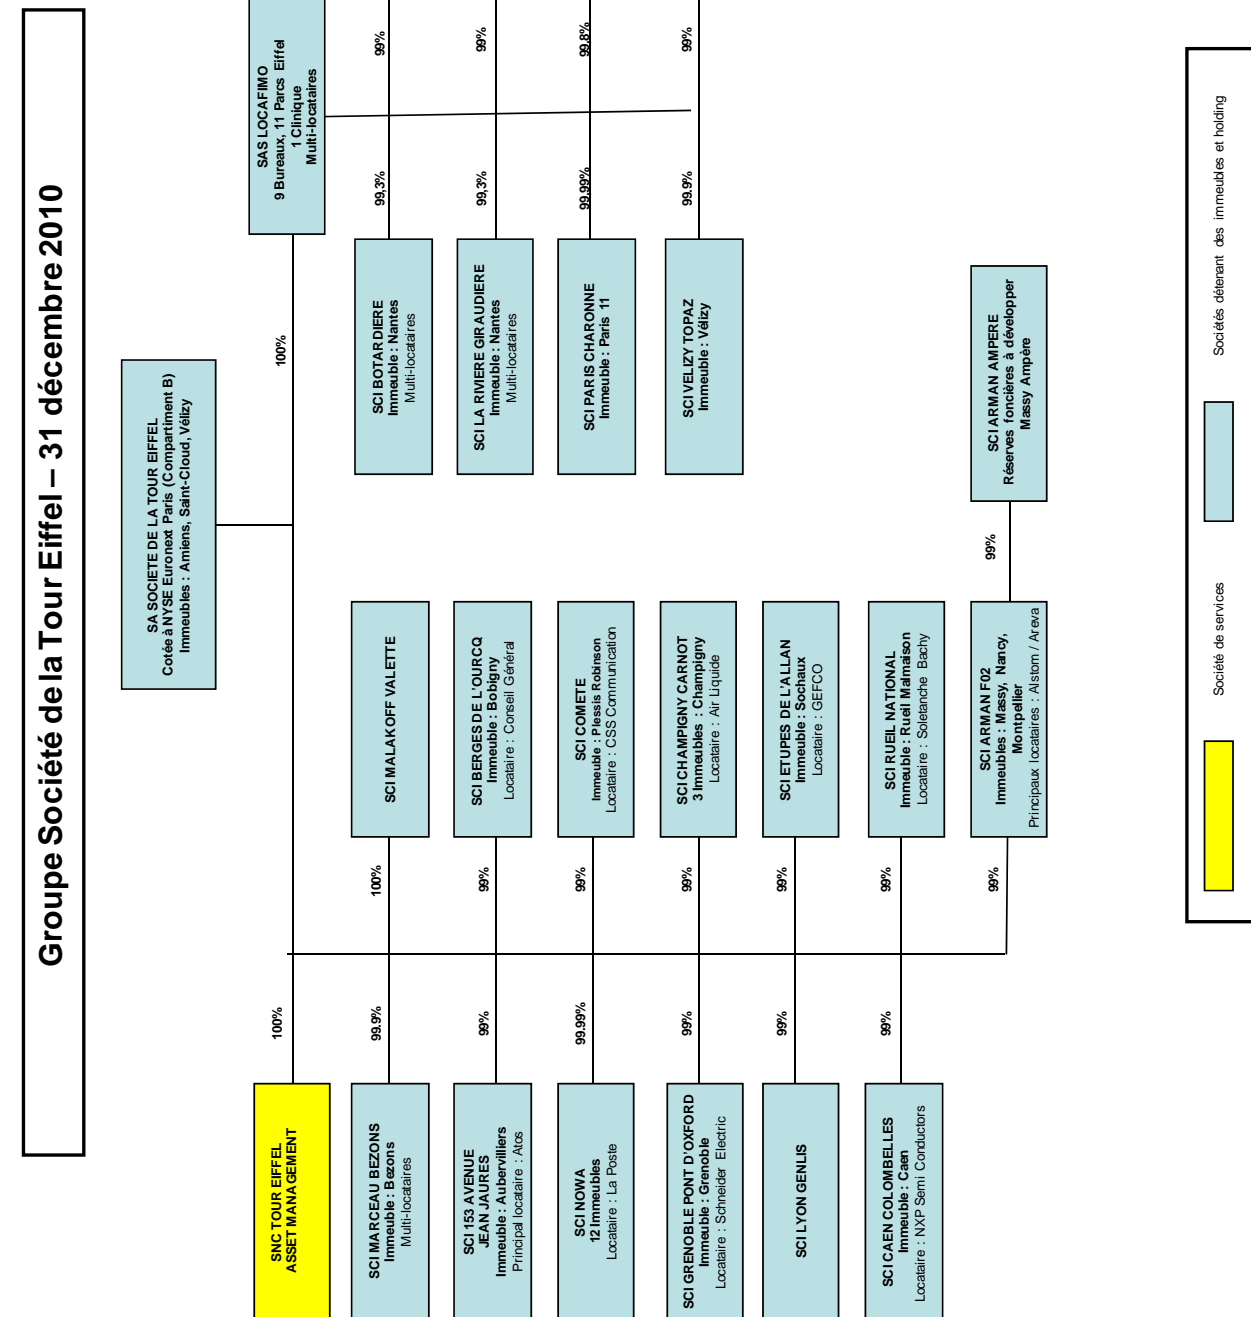 Groupe Société de la Tour Eiffel – 31 décembre 2010
SA SOCIETE DE LA TOUR EIFFEL
Cotée à NYSE Euronext Paris (Compartiment B)
Immeubles : Amiens, Saint-Cloud, Vélizy
100%
100%
SNC TOUR EIFFEL
ASSET MANAGEMENT
SAS LOCAFIMO
9 Bureaux, 11 Parcs Eiffel
1 Clinique
Multi-locataires
SCI MARCEAU BEZONS
Immeuble : Bezons
Multi-locataires
99.9%
100%
SCI MALAKOFF VALETTE
SCI BOTARDIERE
Immeuble : Nantes
Multi-locataires
99,3%
99%
SCI 153 AVENUE
JEAN JAURES
Immeuble : Aubervilliers
Principal locataire : Atos
99%
99%
SCI BERGES DE L'OURCQ
Immeuble : Bobigny
Locataire : Conseil Général
SCI LA RIVIERE GIRAUDIERE
Immeuble : Nantes
Multi-locataires
99,3%
99%
SCI NOWA
12 Immeubles
Locataire : La Poste
99.99%
99%
SCI COMETE
Immeuble : Plessis Robinson
Locataire : CSS Communication
SCI PARIS CHARONNE
Immeuble : Paris 11
99.99%
99.8%
SCI GRENOBLE PONT D'OXFORD
Immeuble : Grenoble
Locataire : Schneider Electric
99%
99%
SCI CHAMPIGNY CARNOT
3 Immeubles : Champigny
Locataire : Air Liquide
SCI VELIZY TOPAZ
Immeuble : Vélizy
99.9%
99%
SCI LYON GENLIS
99%
99%
SCI ETUPES DE L'ALLAN
Immeuble : Sochaux
Locataire : GEFCO
SCI CAEN COLOMBELLES
Immeuble : Caen
Locataire : NXP Semi Conductors
99%
99%
SCI RUEIL NATIONAL
Immeuble : Rueil Malmaison
Locataire : Soletanche Bachy
99%
SCI ARMAN F02
Immeubles : Massy, Nancy,
Montpellier
Principaux locataires : Alstom / Areva
99%
SCI ARMAN AMPERE
Réserves foncières à développer
Massy Ampère
Société de services
Sociétés détenant des immeubles et holding